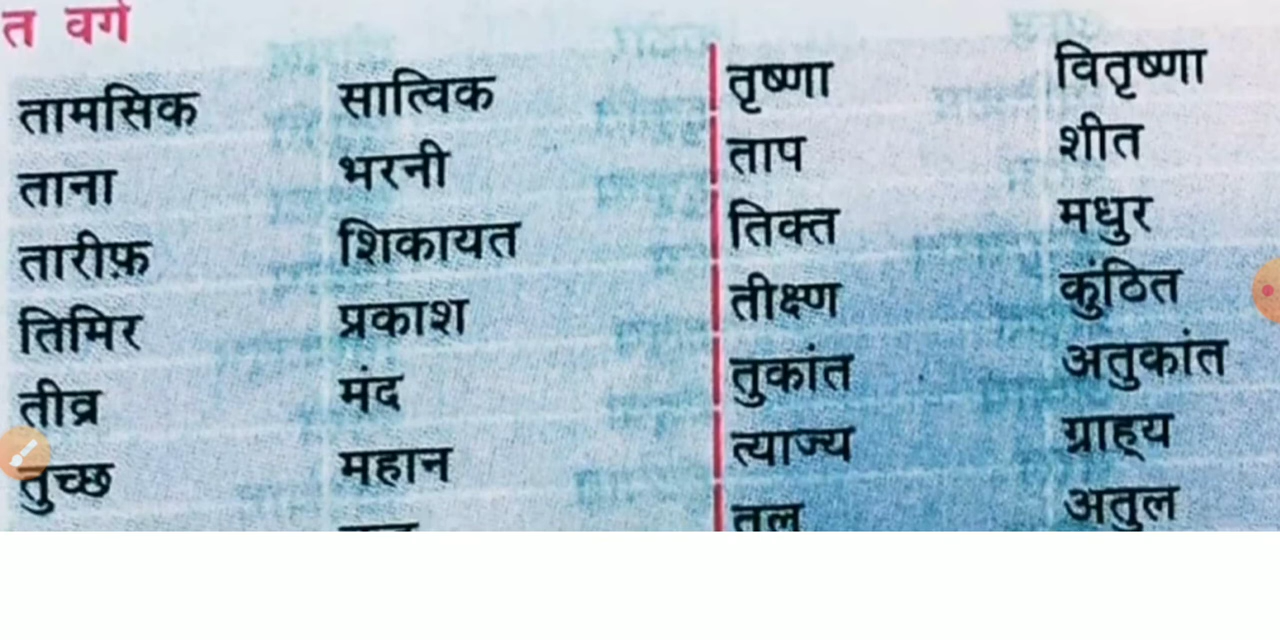 त वर्ग
तामसिक सात्विक तृष्णा वितृष्णा
ताना भरनी ताप शीत
तारीफ़ शिकायत तिक्त मधुर
तिमिर प्रकाश तीक्ष्ण कुंठित
तीव्र मंद तुकांत अतुकांत
तुच्छ महान त्याज्य ग्राह्य
अतुल